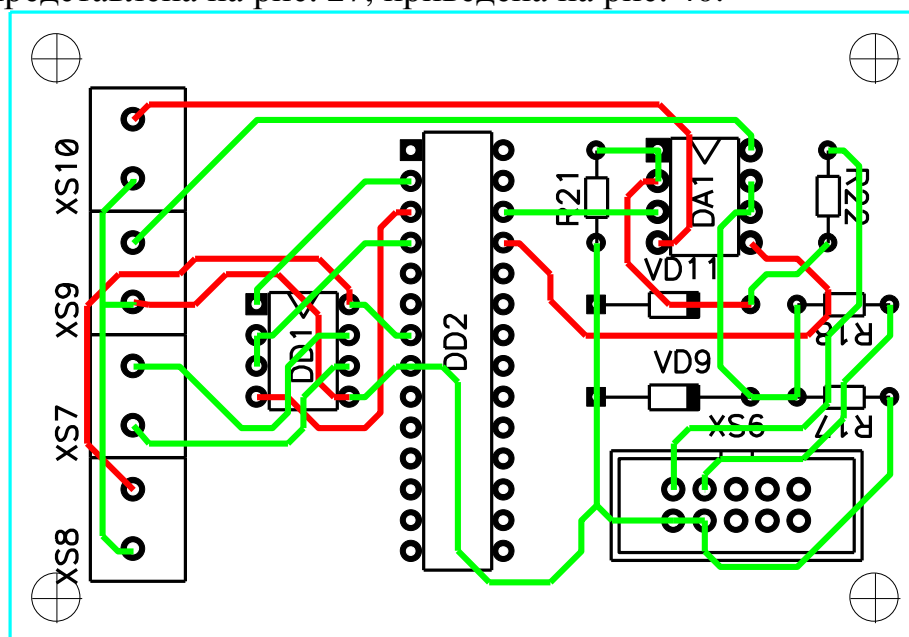 представлена на рис. 27, приведена на рис.
XS10
XS9
XS7
XS8
DD1
DD2
R21
DA1
R22
VD11
R18
VD9
R17
XS6